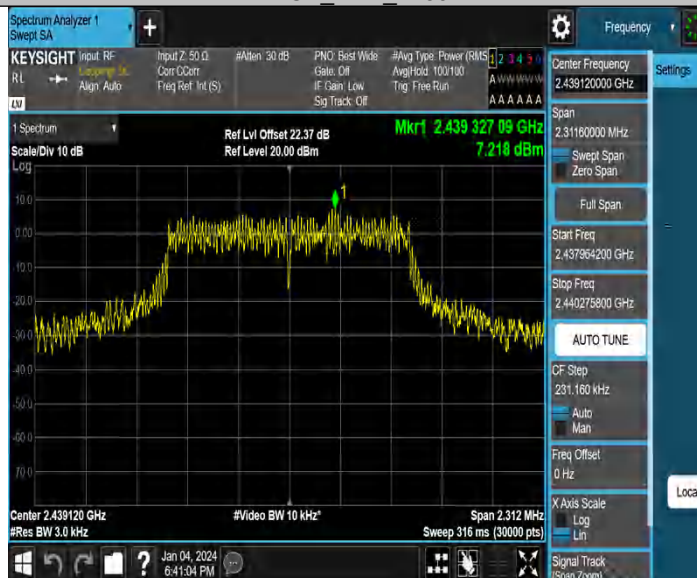 Spectrum Analyzer 1
Swept SA
Frequency
Settings
KEYSIGHT
RL
LXI
Input: RF
Coupling: DC
Align: Auto
Input Z: 50 Ω
Corr CCorr
Freq Ref: Int (S)
#Atten: 30 dB
PNO: Best Wide
Gate: Off
IF Gain: Low
Sig Track: Off
#Avg Type: Power (RMS
Avg|Hold: 100/100
Trig: Free Run
1 2 3 4 5 6
A W W W W W
A A A A A A
1 Spectrum
Scale/Div 10 dB
Log
Ref Lvl Offset 22.37 dB
Ref Level 20.00 dBm
Mkr1 2.439 327 09 GHz
7.218 dBm
1
10.0
0.00
-10.0
-20.0
-30.0
-40.0
-50.0
-60.0
-70.0
Center 2.439120 GHz
#Res BW 3.0 kHz
#Video BW 10 kHz*
Span 2.312 MHz
Sweep 316 ms (30000 pts)
Center Frequency
2.439120000 GHz
Span
2.31160000 MHz
Swept Span
Zero Span
Full Span
Start Freq
2.437964200 GHz
Stop Freq
2.440275800 GHz
AUTO TUNE
CF Step
231.160 kHz
Auto
Man
Freq Offset
0 Hz
X Axis Scale
Log
Lin
Signal Track
(Span Zoom)
Loca
?
Jan 04, 2024
6:41:04 PM